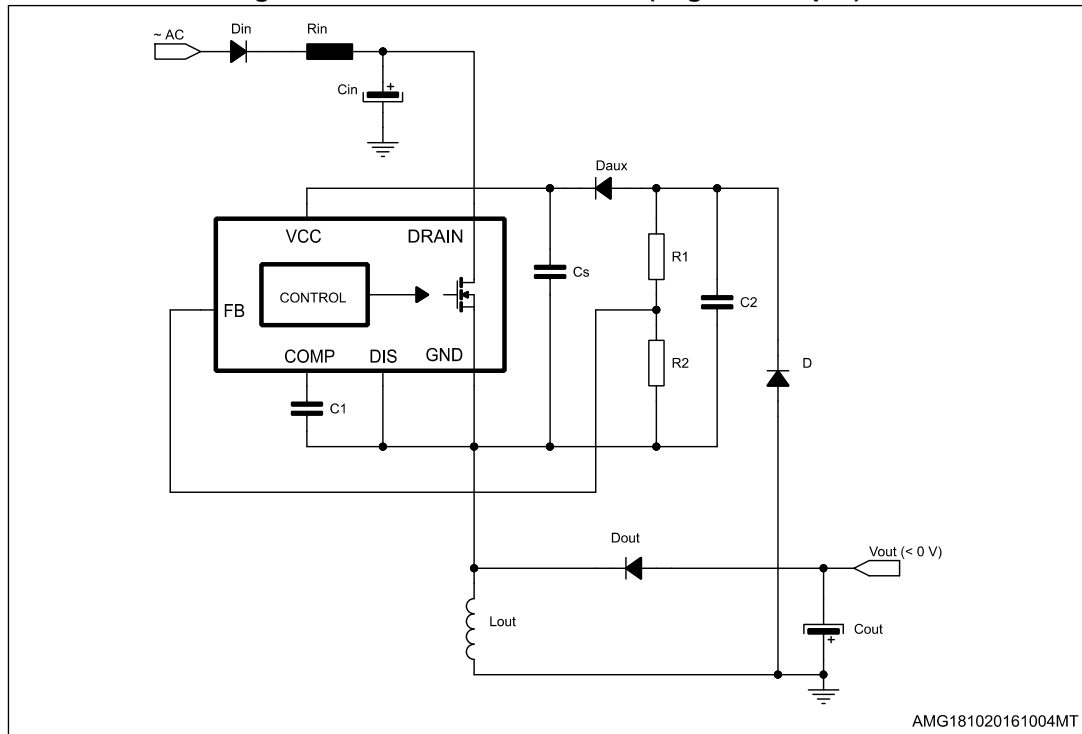 ~ AC
Din
Rin
Cin
+
Daux
VCC
DRAIN
R1
Cs
C2
CONTROL
FB
COMP
DIS
GND
R2
D
C1
Dout
Vout (< 0 V)
Lout
Cout
+
AMG181020161004MT